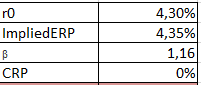 r0 4,30%
ImpliedERP 4,35%
β 1,16
CRP 0%